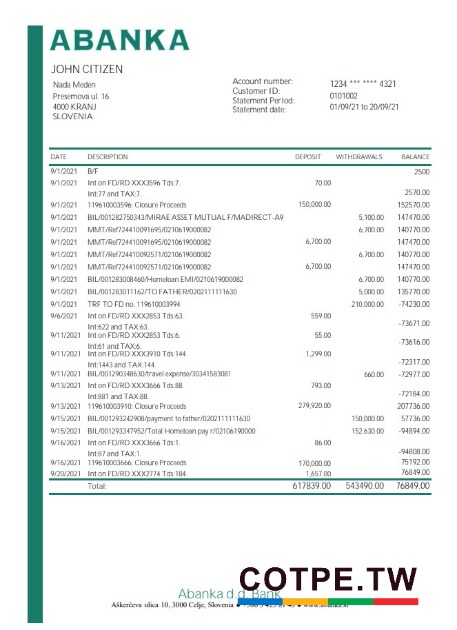 ABANKA
JOHN CITIZEN
Nada Meden
Presernova ul. 16
4000 KRANJ
SLOVENIA
Account number: 1234 *** **** 4321
Customer ID: 0101002
Statement Period: 01/09/21 to 20/09/21
Statement date:
DATE DESCRIPTION DEPOSIT WITHDRAWALS BALANCE
9/1/2021 B/F 2500
9/1/2021 Int on FD/RD XXX3596 Tds:7. 70.00
Int:77 and TAX:7. 2570.00
9/1/2021 119610003596: Closure Proceeds 150,000.00 152570.00
9/1/2021 BIL/001282750343/MIRAE ASSET MUTUAL F/MADIRECT-A9 5,100.00 147470.00
9/1/2021 MMT/Ref724410091695/0210619000082 6,700.00 140770.00
9/1/2021 MMT/Ref724410091695/0210619000082 6,700.00 147470.00
9/1/2021 MMT/Ref724410092571/0210619000082 6,700.00 140770.00
9/1/2021 MMT/Ref724410092571/0210619000082 6,700.00 147470.00
9/1/2021 BIL/001283008460/Homeloan EMI/0210619000082 6,700.00 140770.00
9/1/2021 BIL/001283011162/TO FATHER/0202111111630 5,000.00 135770.00
9/1/2021 TRF TO FD no. 119610003994 210,000.00 -74230.00
9/6/2021 Int on FD/RD XXX2853 Tds:63. 559.00
Int:622 and TAX:63. -73671.00
9/11/2021 Int on FD/RD XXX2853 Tds:6. 55.00
Int:61 and TAX:6. -73616.00
9/11/2021 Int on FD/RD XXX3910 Tds:144. 1,299.00
Int:1443 and TAX:144. -72317.00
9/11/2021 BIL/001290348630/travel expense/30341583081 660.00 -72977.00
9/13/2021 Int on FD/RD XXX3666 Tds:88. 793.00
Int:881 and TAX:88. -72184.00
9/13/2021 119610003910: Closure Proceeds 279,920.00 207736.00
9/15/2021 BIL/001293242908/payment to father/0202111111630 150,000.00 57736.00
9/15/2021 BIL/001293347952/Total Homeloan pay r/02106190000 152,630.00 -94894.00
9/16/2021 Int on FD/RD XXX3666 Tds:1. 86.00
Int:87 and TAX:1. -94808.00
9/16/2021 119610003666: Closure Proceeds 170,000.00 75192.00
9/20/2021 Int on FD/RD XXX2774 Tds:184. 1,657.00 76849.00
Total: 617839.00 543490.00 76849.00
Abanka d.d. Bank
COTPE.TW
Aškerčeva ulica 10, 3000 Celje, Slovenia